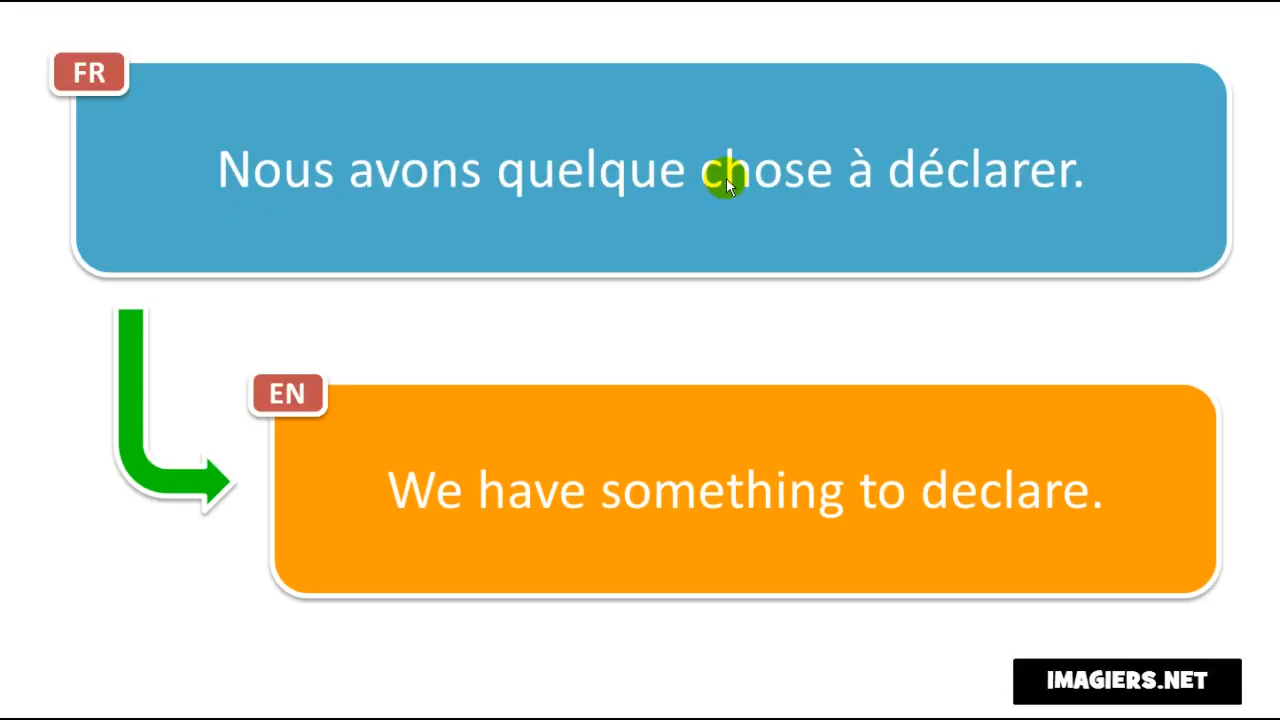 FR
Nous avons quelque chose à déclarer.
EN
We have something to declare.
IMAGIERS.NET